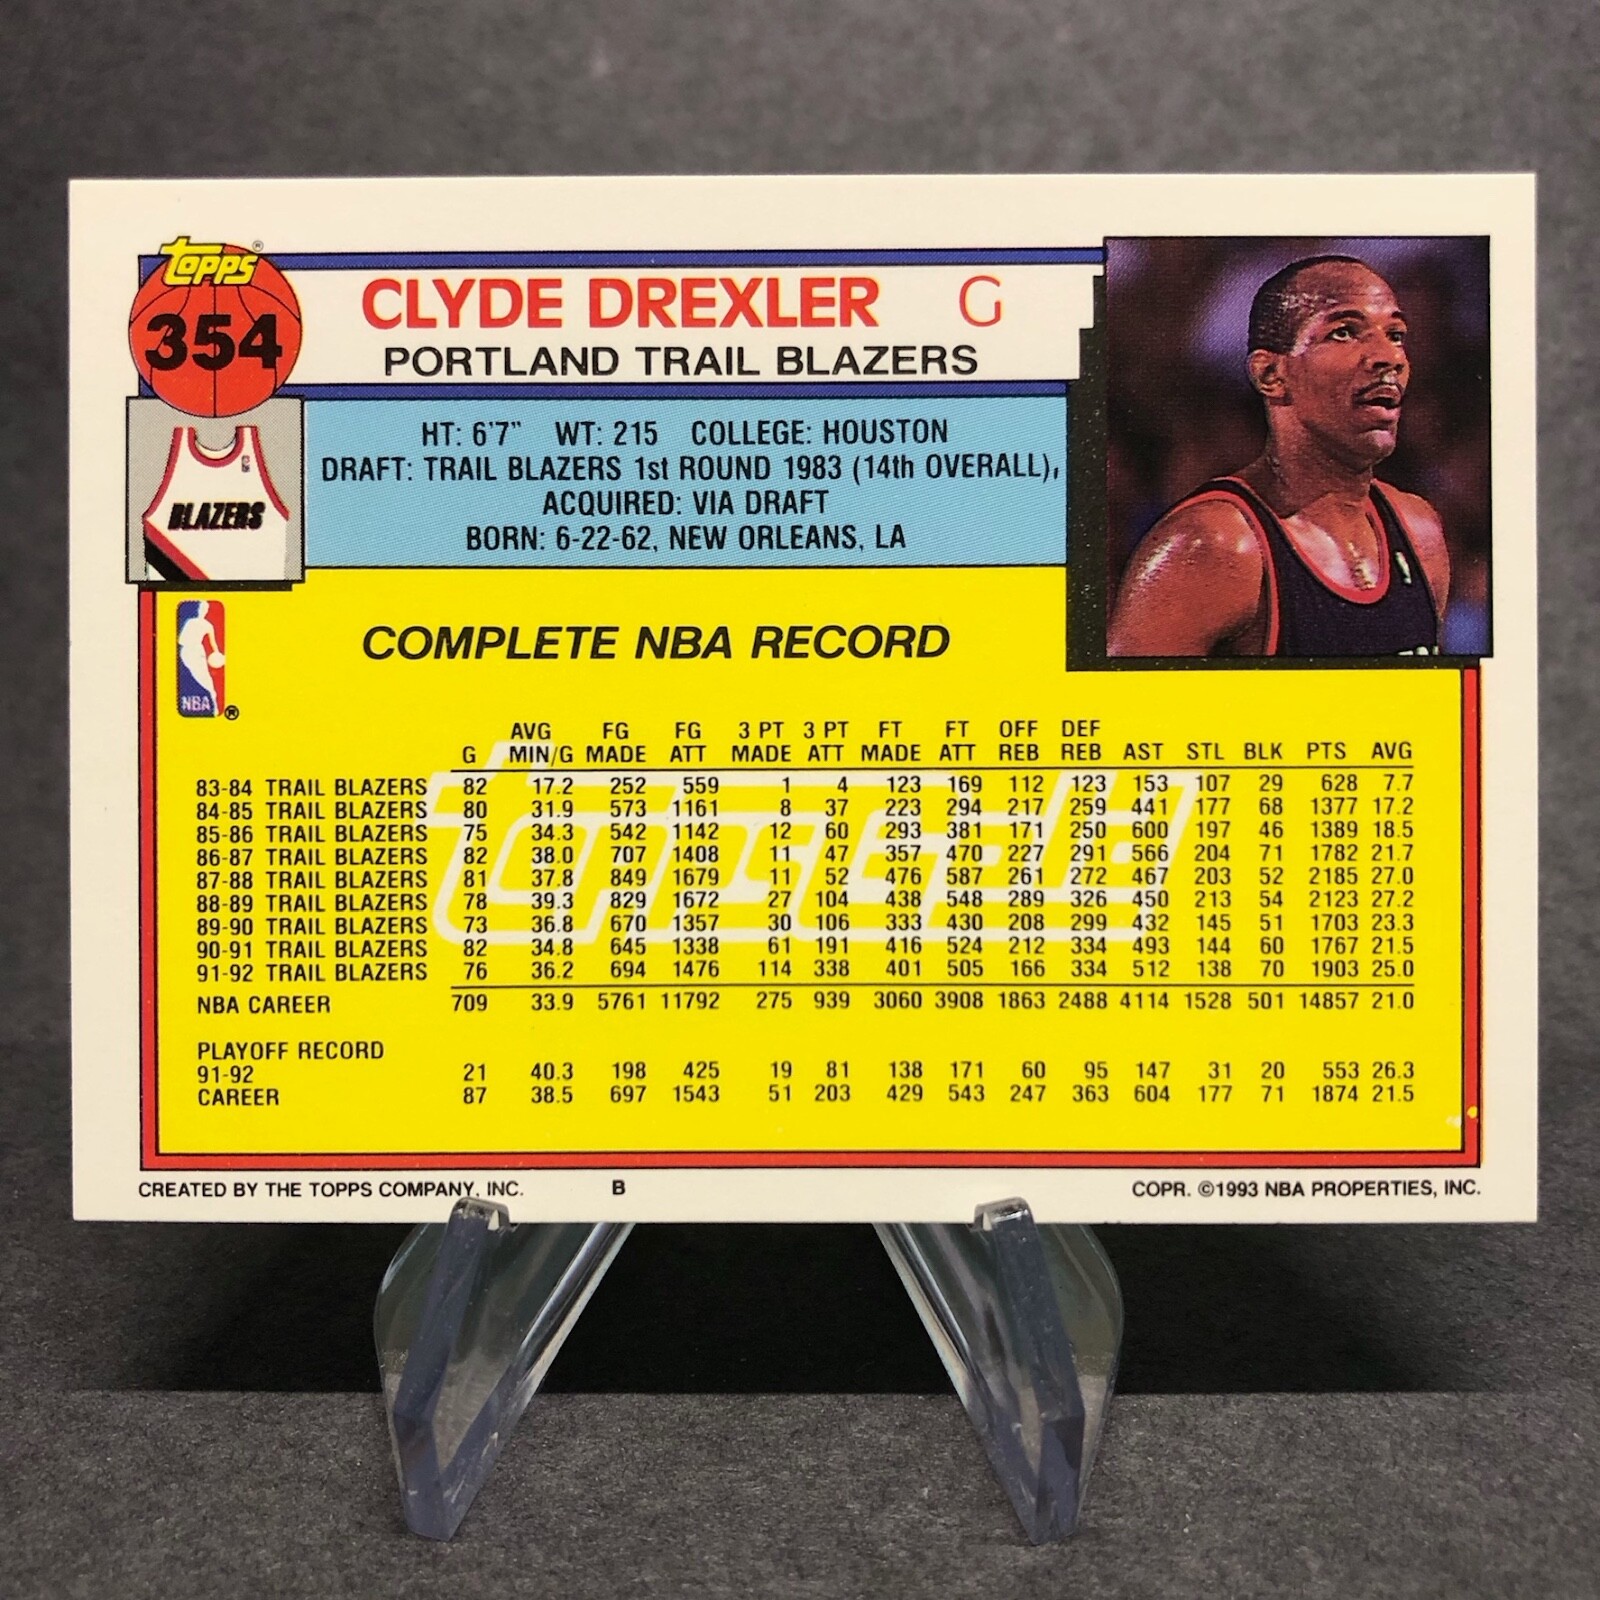 topps®
354
CLYDE DREXLER G
PORTLAND TRAIL BLAZERS
BLAZERS
HT: 6'7" WT: 215 COLLEGE: HOUSTON
DRAFT: TRAIL BLAZERS 1st ROUND 1983 (14th OVERALL),
ACQUIRED: VIA DRAFT
BORN: 6-22-62, NEW ORLEANS, LA
NBA ®
COMPLETE NBA RECORD
AVG FG FG 3 PT 3 PT FT FT OFF DEF
G MIN/G MADE ATT MADE ATT MADE ATT REB REB AST STL BLK PTS AVG
83-84 TRAIL BLAZERS 82 17.2 252 559 1 4 123 169 112 123 153 107 29 628 7.7
84-85 TRAIL BLAZERS 80 31.9 573 1161 8 37 223 294 217 259 441 177 68 1377 17.2
85-86 TRAIL BLAZERS 75 34.3 542 1142 12 60 293 381 171 250 600 197 46 1389 18.5
86-87 TRAIL BLAZERS 82 38.0 707 1408 11 47 357 470 227 291 566 204 71 1782 21.7
87-88 TRAIL BLAZERS 81 37.8 849 1679 11 52 476 587 261 272 467 203 52 2185 27.0
88-89 TRAIL BLAZERS 78 39.3 829 1672 27 104 438 548 289 326 450 213 54 2123 27.2
89-90 TRAIL BLAZERS 73 36.8 670 1357 30 106 333 430 208 299 432 145 51 1703 23.3
90-91 TRAIL BLAZERS 82 34.8 645 1338 61 191 416 524 212 334 493 144 60 1767 21.5
91-92 TRAIL BLAZERS 76 36.2 694 1476 114 338 401 505 166 334 512 138 70 1903 25.0
NBA CAREER 709 33.9 5761 11792 275 939 3060 3908 1863 2488 4114 1528 501 14857 21.0
PLAYOFF RECORD
91-92 21 40.3 198 425 19 81 138 171 60 95 147 31 20 553 26.3
CAREER 87 38.5 697 1543 51 203 429 543 247 363 604 177 71 1874 21.5
CREATED BY THE TOPPS COMPANY, INC. B COPR. ©1993 NBA PROPERTIES, INC.